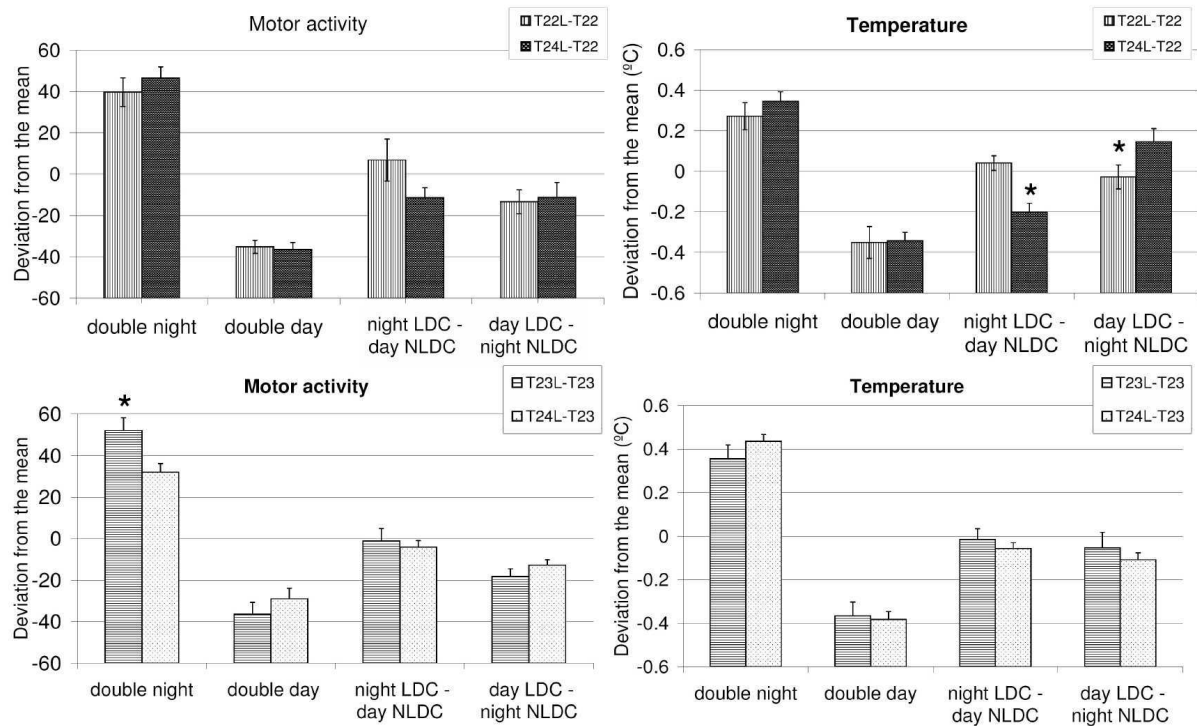 Motor activity
T22L-T22
T24L-T22
Deviation from the mean
60
40
20
0
-20
-40
-60
double night
double day
night LDC -
day NLDC
day LDC -
night NLDC
Temperature
T22L-T22
T24L-T22
Deviation from the mean (ºC)
0.6
0.4
0.2
0
-0.2
-0.4
-0.6
*
*
double night
double day
night LDC -
day NLDC
day LDC -
night NLDC
Motor activity
T23L-T23
T24L-T23
Deviation from the mean
60
40
20
0
-20
-40
-60
*
double night
double day
night LDC -
day NLDC
day LDC -
night NLDC
Temperature
T23L-T23
T24L-T23
Deviation from the mean (ºC)
0.6
0.4
0.2
0
-0.2
-0.4
-0.6
double night
double day
night LDC -
day NLDC
day LDC -
night NLDC